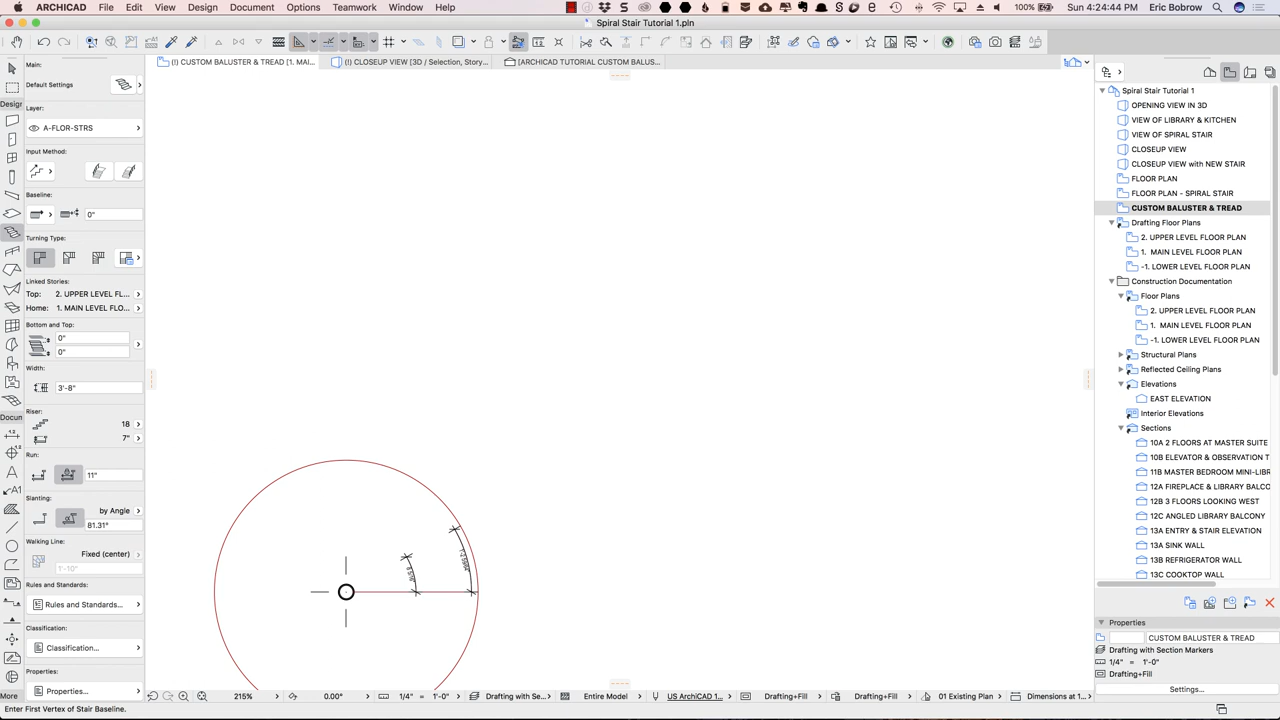 ARCHICAD File Edit View Design Document Options Teamwork Window Help 100% Sun 4:24:44 PM Eric Bobrow
Spiral Stair Tutorial 1.pln
(!) CUSTOM BALUSTER & TREAD [1. MAI... (!) CLOSEUP VIEW [3D / Selection, Story... [ARCHICAD TUTORIAL CUSTOM BALUS...
Main:
Default Settings
Design
Layer:
A-FLOR-STRS
Input Method:
Baseline:
0"
Turning Type:
Linked Stories:
Top: 2. UPPER LEVEL FL...
Home: 1. MAIN LEVEL FLO...
Bottom and Top:
0"
0"
Width:
3'-8"
Riser:
Docum
18
7"
Run:
11"
Slanting:
by Angle
81.31°
Walking Line:
Fixed (center)
1'-10"
Rules and Standards:
Rules and Standards...
Classification:
Classification...
Properties:
Properties...
More
Spiral Stair Tutorial 1
OPENING VIEW IN 3D
VIEW OF LIBRARY & KITCHEN
VIEW OF SPIRAL STAIR
CLOSEUP VIEW
CLOSEUP VIEW with NEW STAIR
FLOOR PLAN
FLOOR PLAN - SPIRAL STAIR
CUSTOM BALUSTER & TREAD
Drafting Floor Plans
2. UPPER LEVEL FLOOR PLAN
1. MAIN LEVEL FLOOR PLAN
-1. LOWER LEVEL FLOOR PLAN
Construction Documentation
Floor Plans
2. UPPER LEVEL FLOOR PLAN
1. MAIN LEVEL FLOOR PLAN
-1. LOWER LEVEL FLOOR PLAN
Structural Plans
Reflected Ceiling Plans
Elevations
EAST ELEVATION
Interior Elevations
Sections
10A 2 FLOORS AT MASTER SUITE
10B ELEVATOR & OBSERVATION T
11B MASTER BEDROOM MINI-LIBR
12A FIREPLACE & LIBRARY BALCO
12B 3 FLOORS LOOKING WEST
12C ANGLED LIBRARY BALCONY
13A ENTRY & STAIR ELEVATION
13A SINK WALL
13B REFRIGERATOR WALL
13C COOKTOP WALL
Properties
CUSTOM BALUSTER & TREAD
Drafting with Section Markers
1/4" = 1'-0"
Drafting+Fill
Settings...
215% 0.00° 1/4" = 1'-0" Drafting with Se... Entire Model US ArchiCAD 1... Drafting+Fill Drafting+Fill 01 Existing Plan Dimensions at 1...
Enter First Vertex of Stair Baseline.